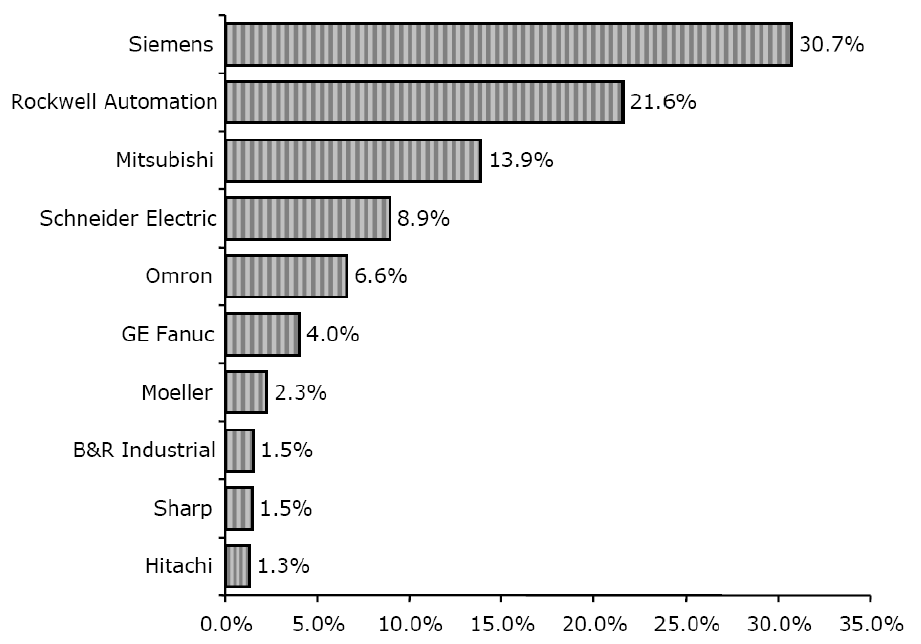 Siemens 30.7%
Rockwell Automation 21.6%
Mitsubishi 13.9%
Schneider Electric 8.9%
Omron 6.6%
GE Fanuc 4.0%
Moeller 2.3%
B&R Industrial 1.5%
Sharp 1.5%
Hitachi 1.3%
0.0% 5.0% 10.0% 15.0% 20.0% 25.0% 30.0% 35.0%